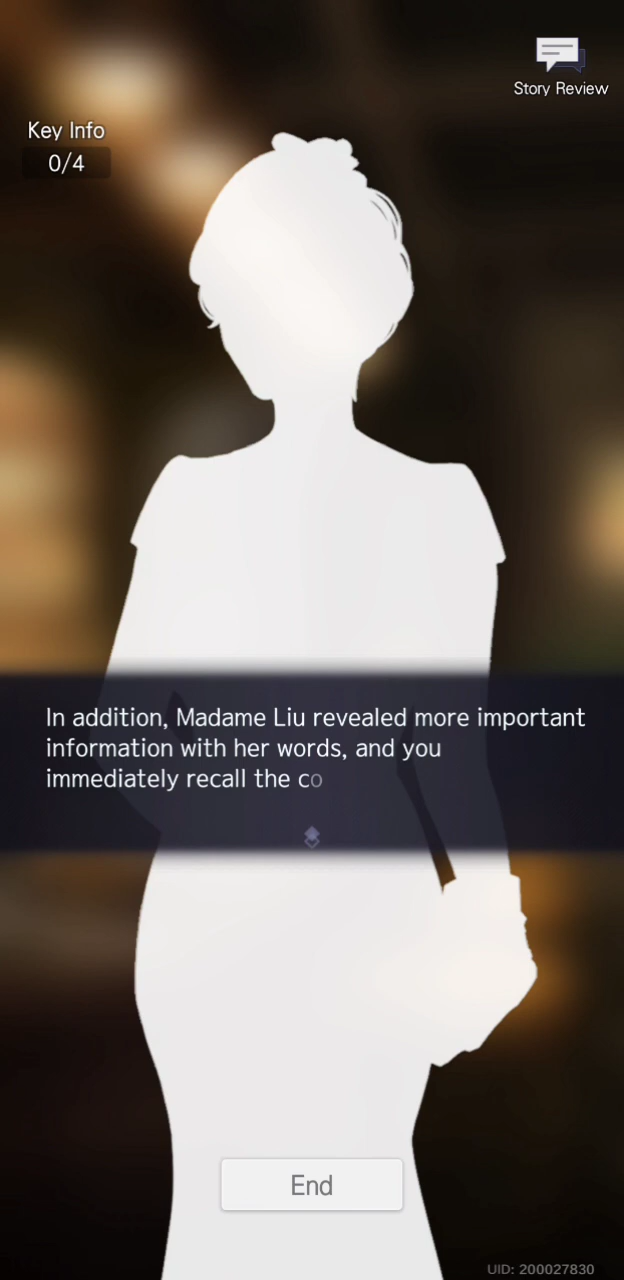 Story Review
Key Info
0/4
In addition, Madame Liu revealed more important
information with her words, and you
immediately recall the co
End
UID: 200027830